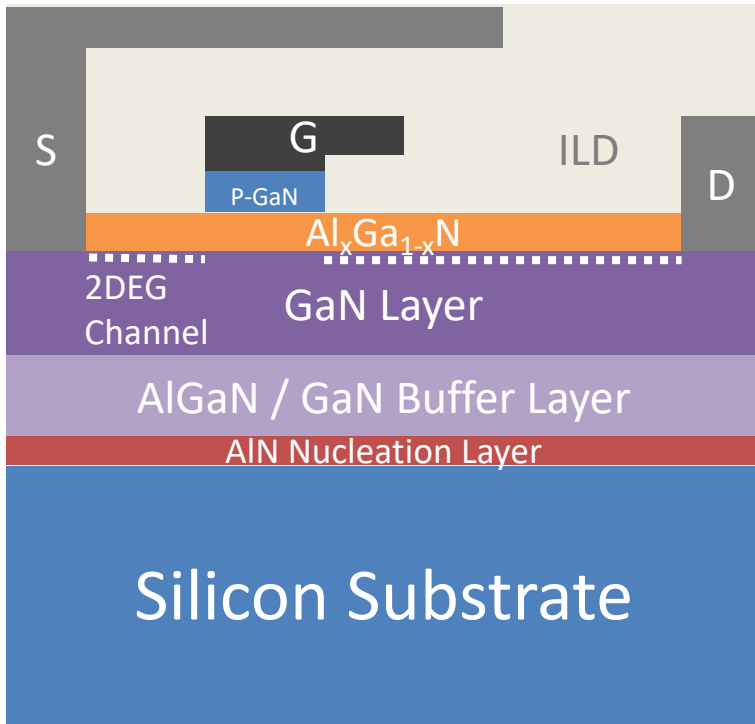 G
S
ILD
D
P-GaN
AlₓGa₁₋ₓN
2DEG
Channel
GaN Layer
AlGaN / GaN Buffer Layer
AlN Nucleation Layer
Silicon Substrate